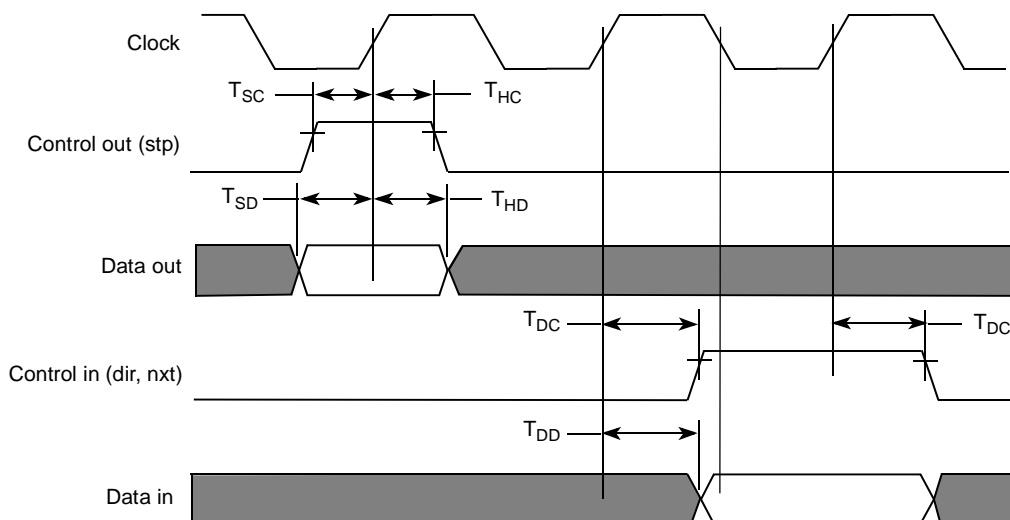 Clock
TSC
THC
Control out (stp)
TSD
THD
Data out
TDC
TDC
Control in (dir, nxt)
TDD
Data in